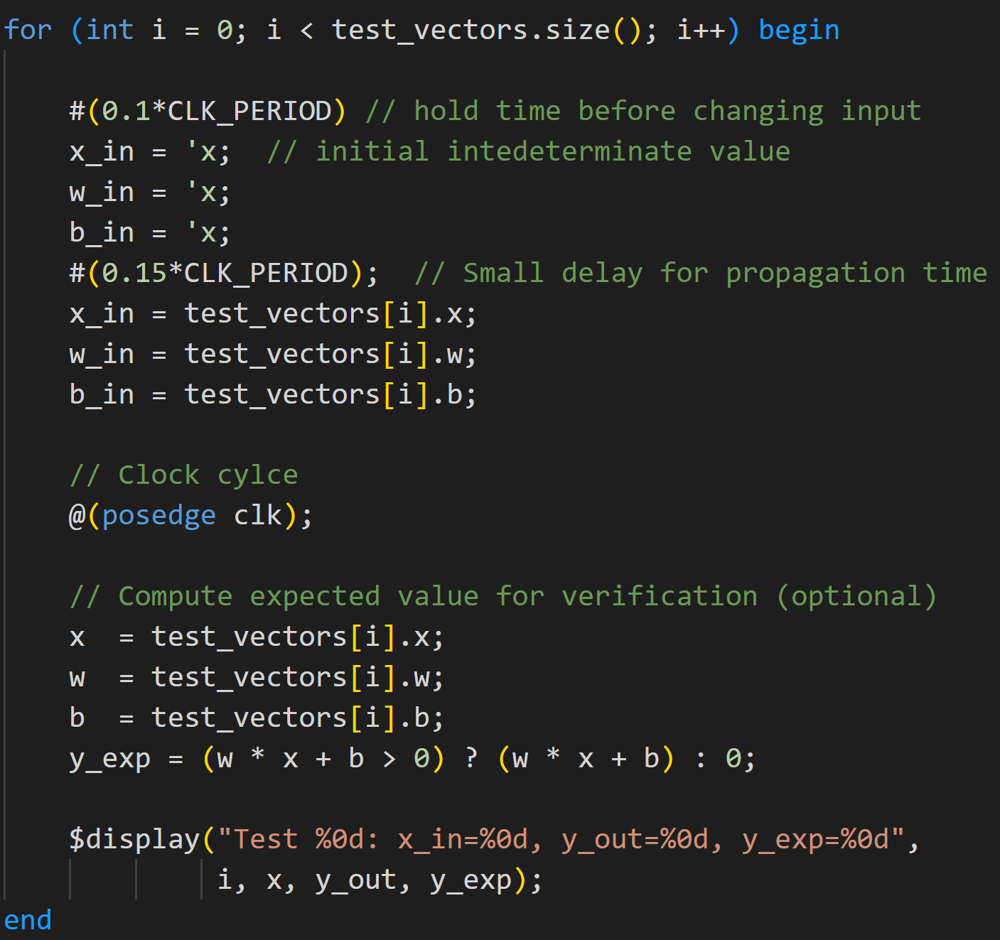 for (int i = 0; i < test_vectors.size(); i++) begin
#(0.1*CLK_PERIOD) // hold time before changing input
x_in = 'x;  // initial intedeterminate value
w_in = 'x;
b_in = 'x;
#(0.15*CLK_PERIOD);  // Small delay for propagation time
x_in = test_vectors[i].x;
w_in = test_vectors[i].w;
b_in = test_vectors[i].b;
// Clock cylce
@(posedge clk);
// Compute expected value for verification (optional)
x  = test_vectors[i].x;
w  = test_vectors[i].w;
b  = test_vectors[i].b;
y_exp = (w * x + b > 0) ? (w * x + b) : 0;
$display("Test %0d: x_in=%0d, y_out=%0d, y_exp=%0d",
i, x, y_out, y_exp);
end